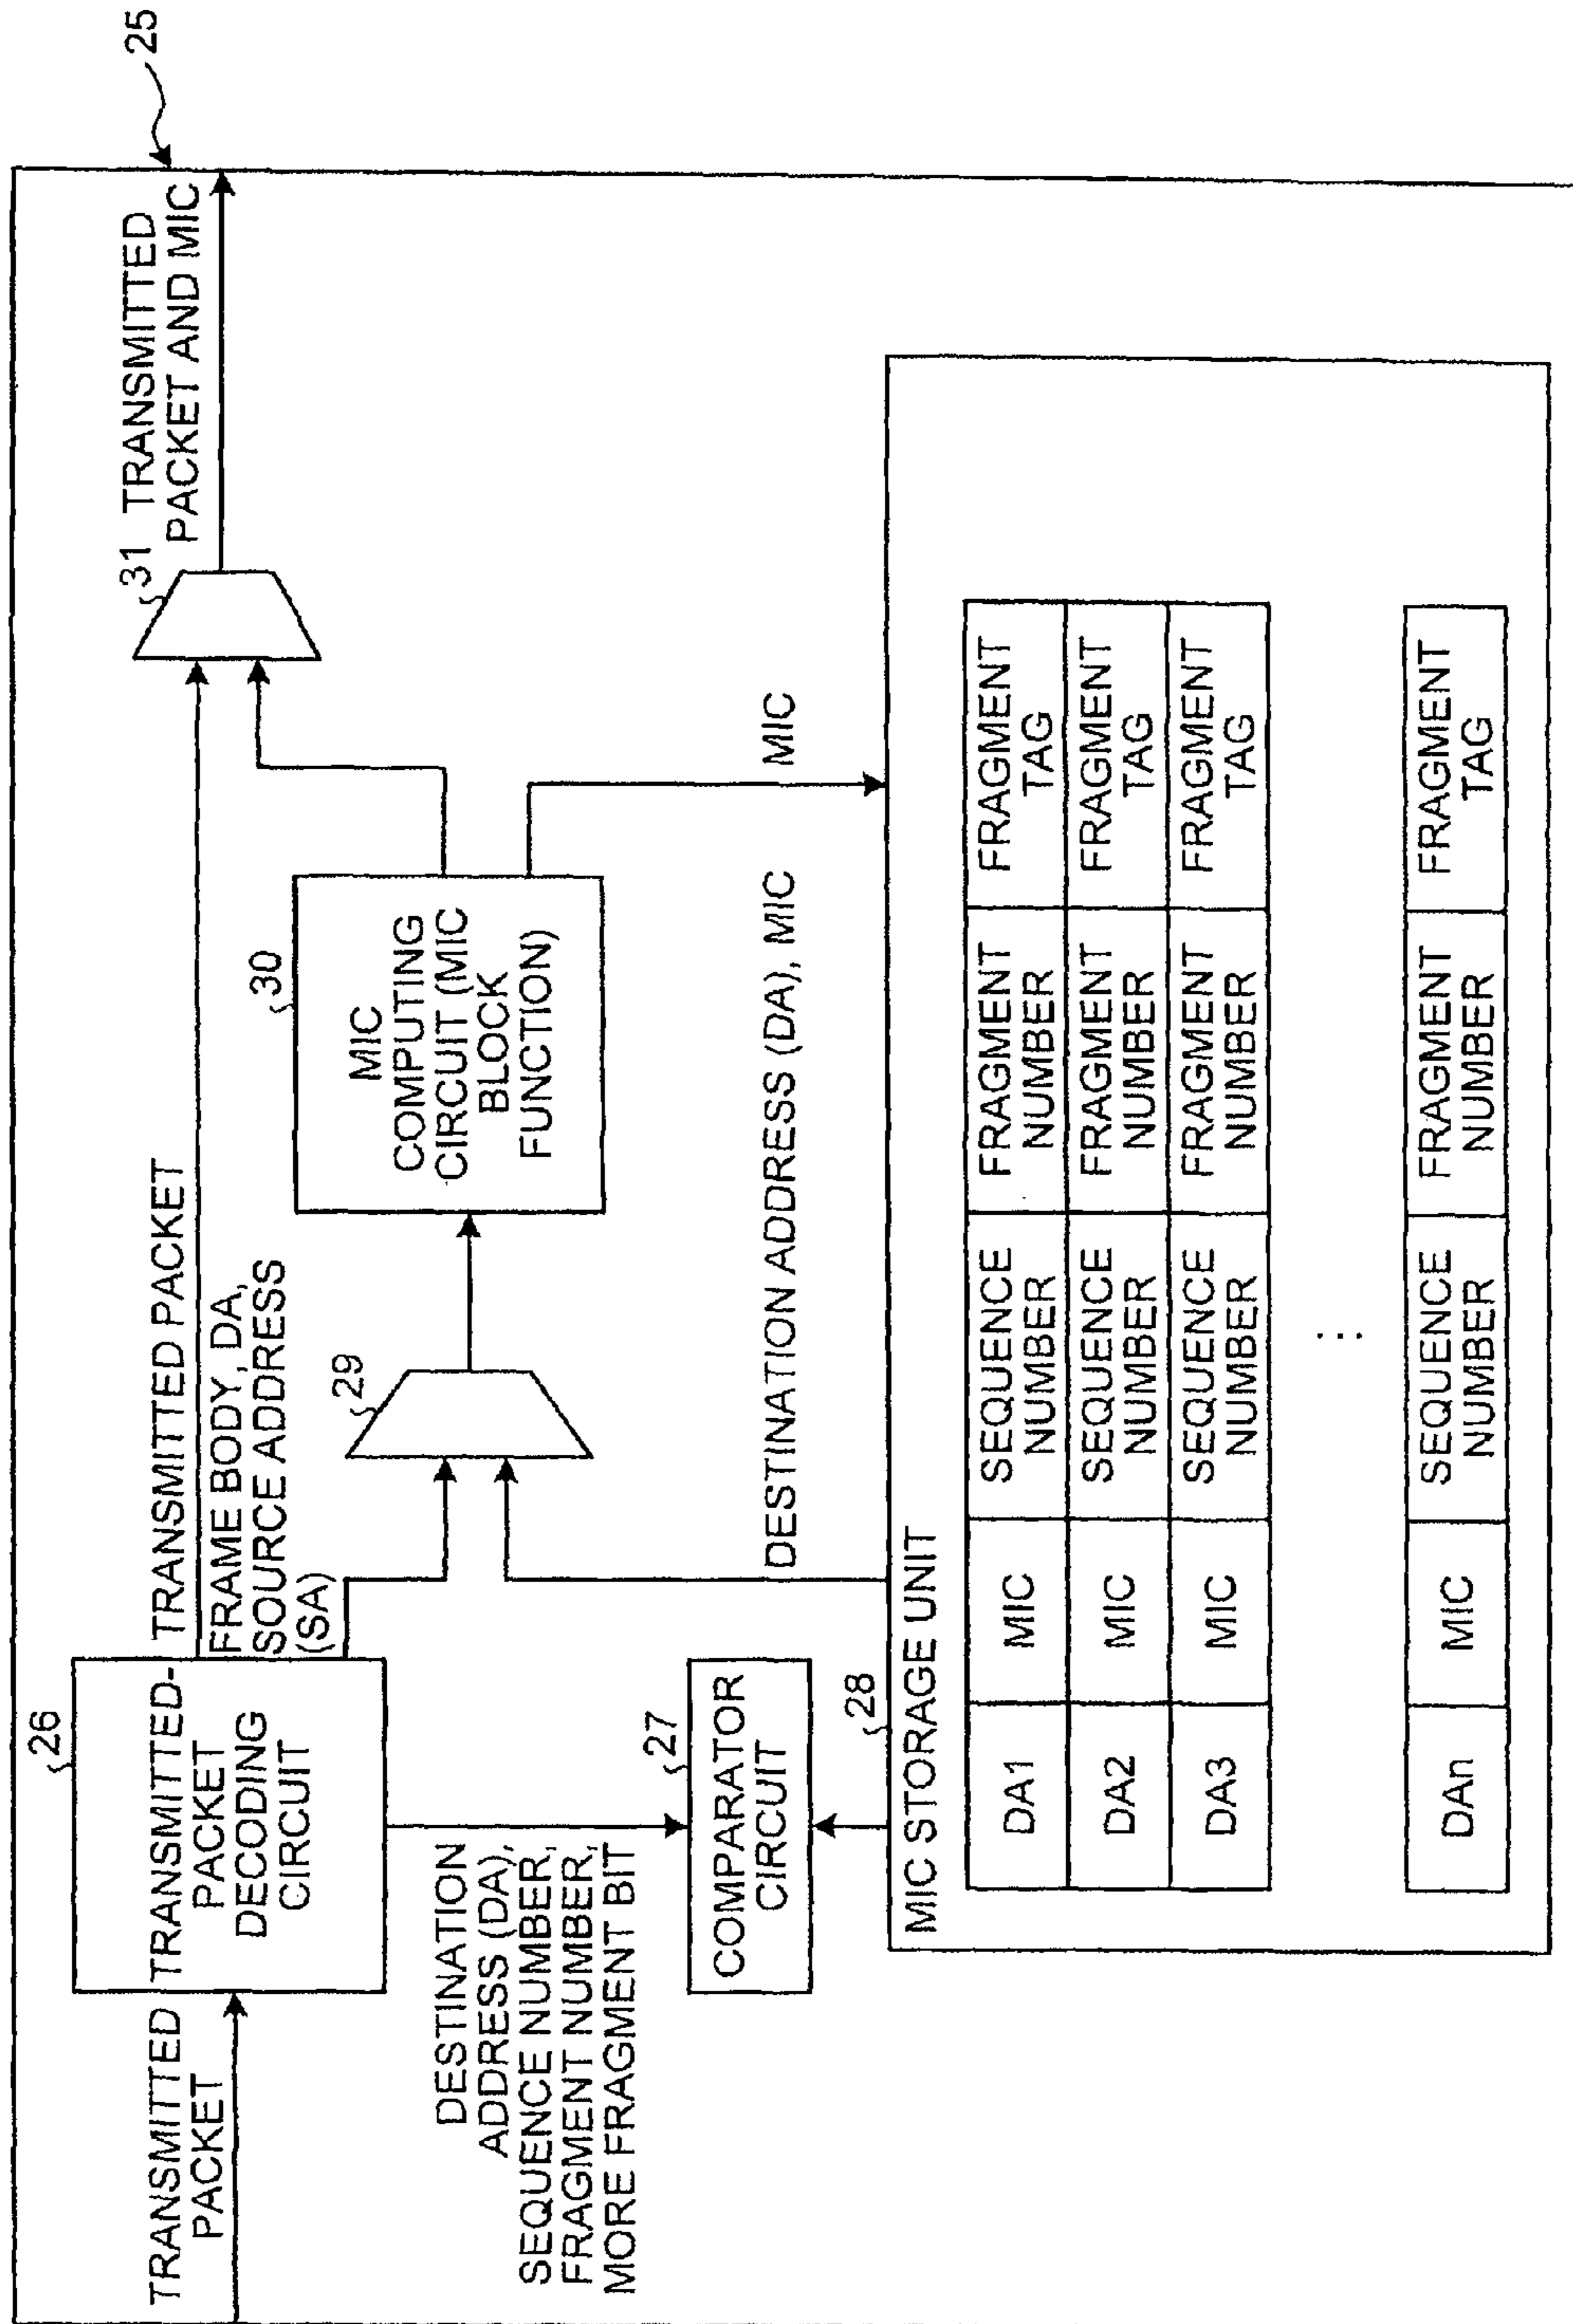 25
TRANSMITTED
PACKET
26
TRANSMITTED-
PACKET
DECODING
CIRCUIT
TRANSMITTED PACKET
FRAME BODY, DA,
SOURCE ADDRESS
(SA)
31
TRANSMITTED
PACKET AND MIC
29
30
MIC
COMPUTING
CIRCUIT (MIC
BLOCK
FUNCTION)
DESTINATION
ADDRESS (DA),
SEQUENCE NUMBER,
FRAGMENT NUMBER,
MORE FRAGMENT BIT
27
COMPARATOR
CIRCUIT
DESTINATION ADDRESS (DA), MIC
MIC
28
MIC STORAGE UNIT
DA1
MIC
SEQUENCE
NUMBER
FRAGMENT
NUMBER
FRAGMENT
TAG
DA2
MIC
SEQUENCE
NUMBER
FRAGMENT
NUMBER
FRAGMENT
TAG
DA3
MIC
SEQUENCE
NUMBER
FRAGMENT
NUMBER
FRAGMENT
TAG
...
DAn
MIC
SEQUENCE
NUMBER
FRAGMENT
NUMBER
FRAGMENT
TAG